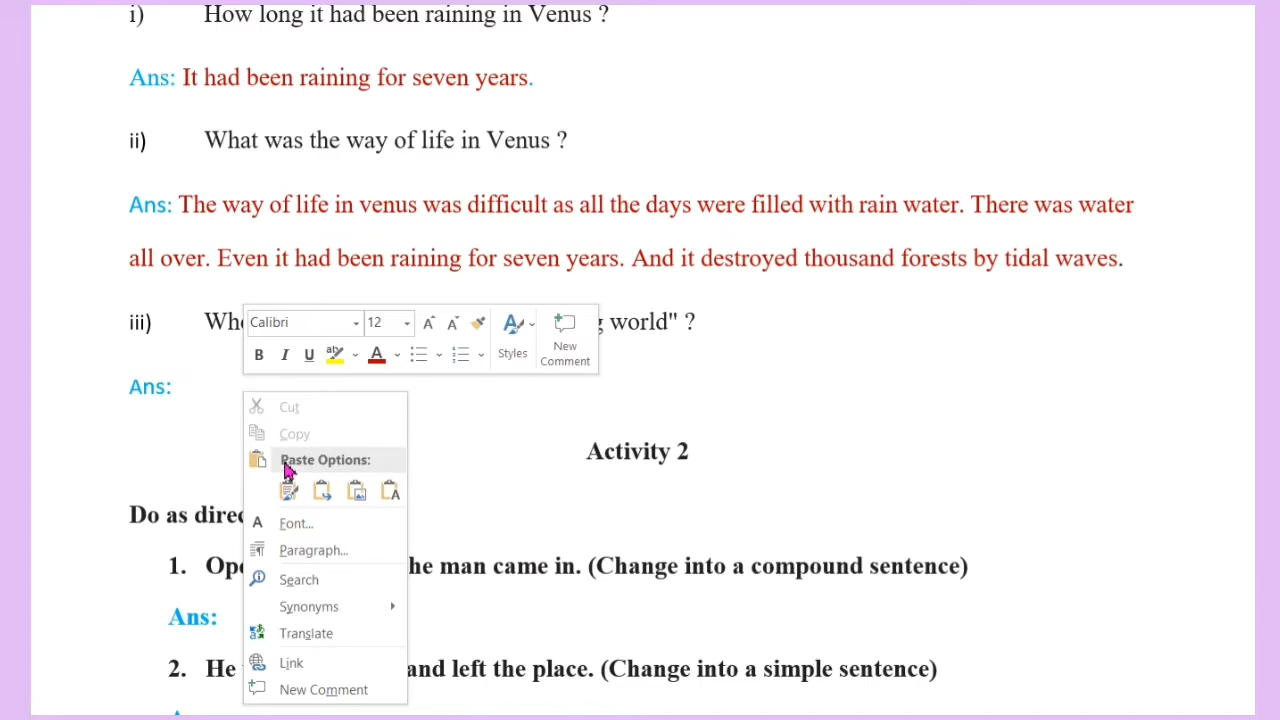 i) How long it had been raining in Venus ?
Ans: It had been raining for seven years.
ii) What was the way of life in Venus ?
Ans: The way of life in venus was difficult as all the days were filled with rain water. There was water
all over. Even it had been raining for seven years. And it destroyed thousand forests by tidal waves.
Calibri 12
iii) world" ?
B I U aby A Styles New Comment
Ans:
Cut
Copy
Activity 2
Paste Options:
Do as
Font...
Paragraph...
1. he man came in. (Change into a compound sentence)
Search
Synonyms
Ans:
Translate
Link
2. He and left the place. (Change into a simple sentence)
New Comment